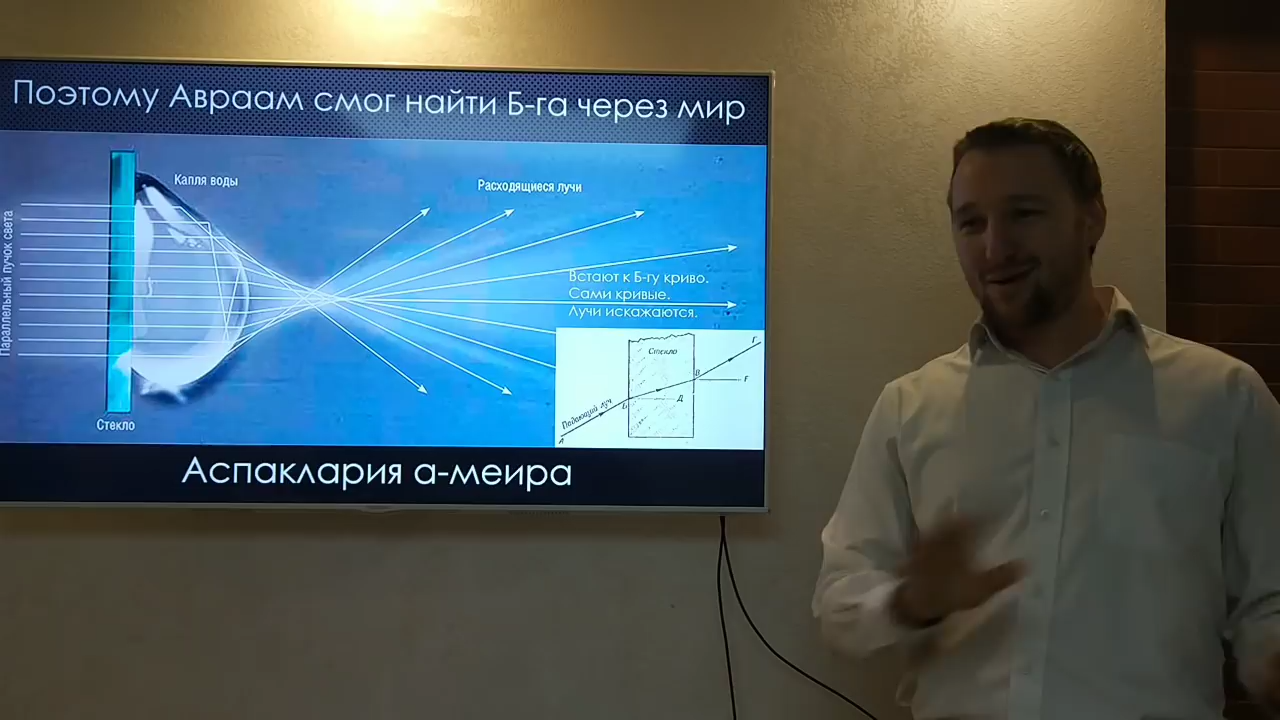 Поэтому Авраам смог найти Б-га через мир
Капля воды
Расходящиеся лучи
Параллельный пучок света
Встают к Б-гу криво.
Сами кривые.
Лучи искажаются.
Стекло
Падающий луч
А
Б
Д
В
Г
F
Стекло
Аспаклария а-меира